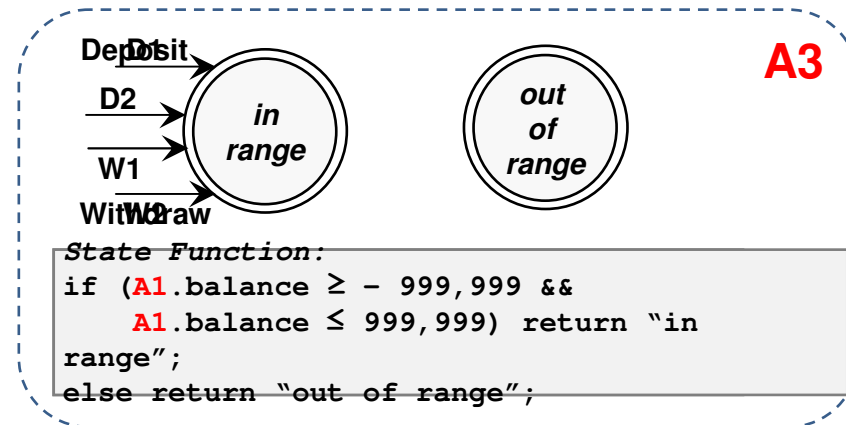 Deposit
D1
A3
D2
in
range
out
of
range
W1
Withdraw
W2
State Function:
if (A1.balance ≥ – 999,999 &&
A1.balance ≤ 999,999) return “in
range”;
else return “out of range”;